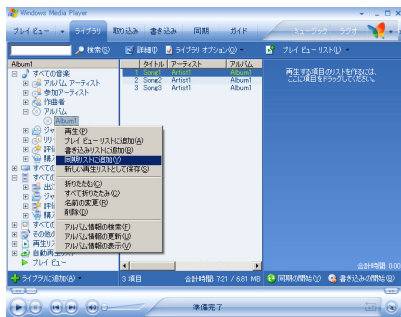 Windows Media Player
プレイ ビュー
ライブラリ
取り込み
書き込み
同期
ガイド
ミュージック
ラジオ
検索(S)
詳細(I)
ライブラリ オプション(O)
プレイ ビュー リスト(L)
Album1
すべての音楽
アルバム アーティスト
参加アーティスト
作曲者
アルバム
Album1
タイトル アーティスト アルバム
1 Song1 Artist1 Album1
2 Song2 Artist1 Album1
3 Song3 Artist1 Album1
再生する項目のリストを作るには、
ここに項目をドラッグしてください。
再生(P)
プレイ ビュー リストに追加(I)
書き込みリストに追加(B)
同期リストに追加(Y)
新しい再生リストとして保存(S)
折りたたむ(C)
すべて折りたたみ(C)
名前の変更(R)
削除(D)
アルバム情報の検索(F)
アルバム情報の更新(U)
アルバム情報の表示(V)
プレイ ビュー
ライブラリに追加(A)
3 項目
合計時間: 7:21 / 6.81 MB
合計時間: 0:00
同期の開始(Y)
書き込みの開始(B)
準備完了